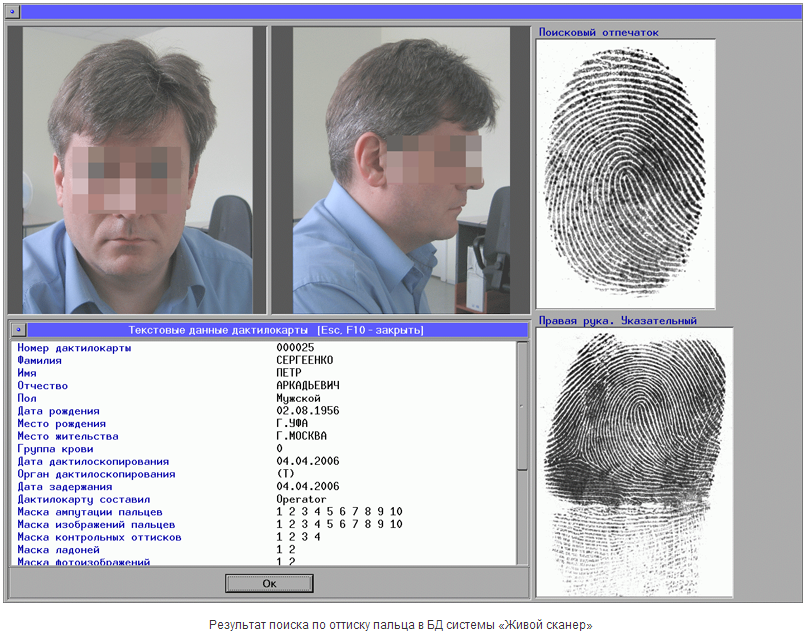 Поисковый отпечаток
Правая рука. Указательный
Текстовые данные дактилокарты [Esc, F10 - закрыть]
Номер дактилокарты 000025
Фамилия СЕРГЕЕНКО
Имя ПЕТР
Отчество АРКАДЬЕВИЧ
Пол Мужской
Дата рождения 02.08.1956
Место рождения Г.УФА
Место жительства Г.МОСКВА
Группа крови 0
Дата дактилоскопирования 04.04.2006
Орган дактилоскопирования (Т)
Дата задержания 04.04.2006
Дактилокарту составил Operator
Маска ампутации пальцев 1 2 3 4 5 6 7 8 9 10
Маска изображений пальцев 1 2 3 4 5 6 7 8 9 10
Маска контрольных оттисков 1 2 3 4
Маска ладоней 1 2
Маска фотоизображений 1 2
Ок
Результат поиска по оттиску пальца в БД системы «Живой сканер»